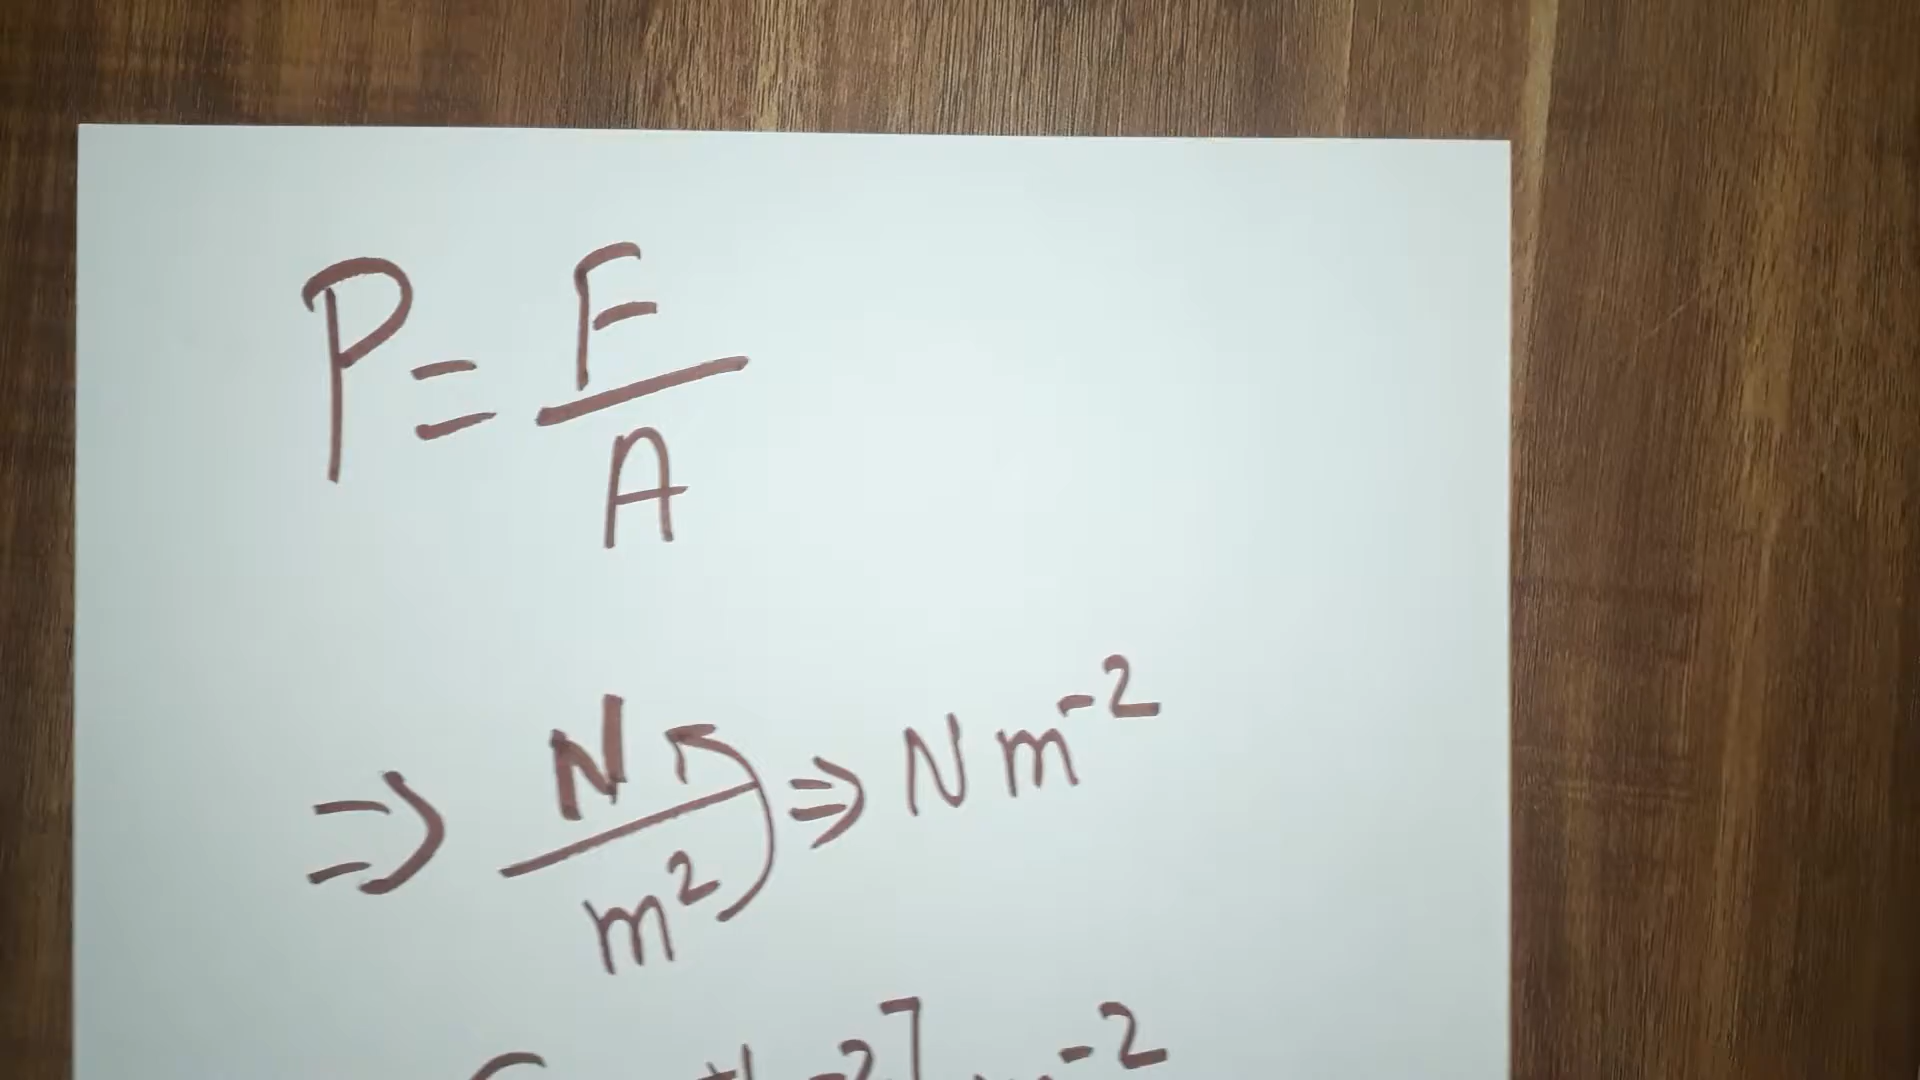 P = F/A
⇒ N/m² ⇒ N m⁻²